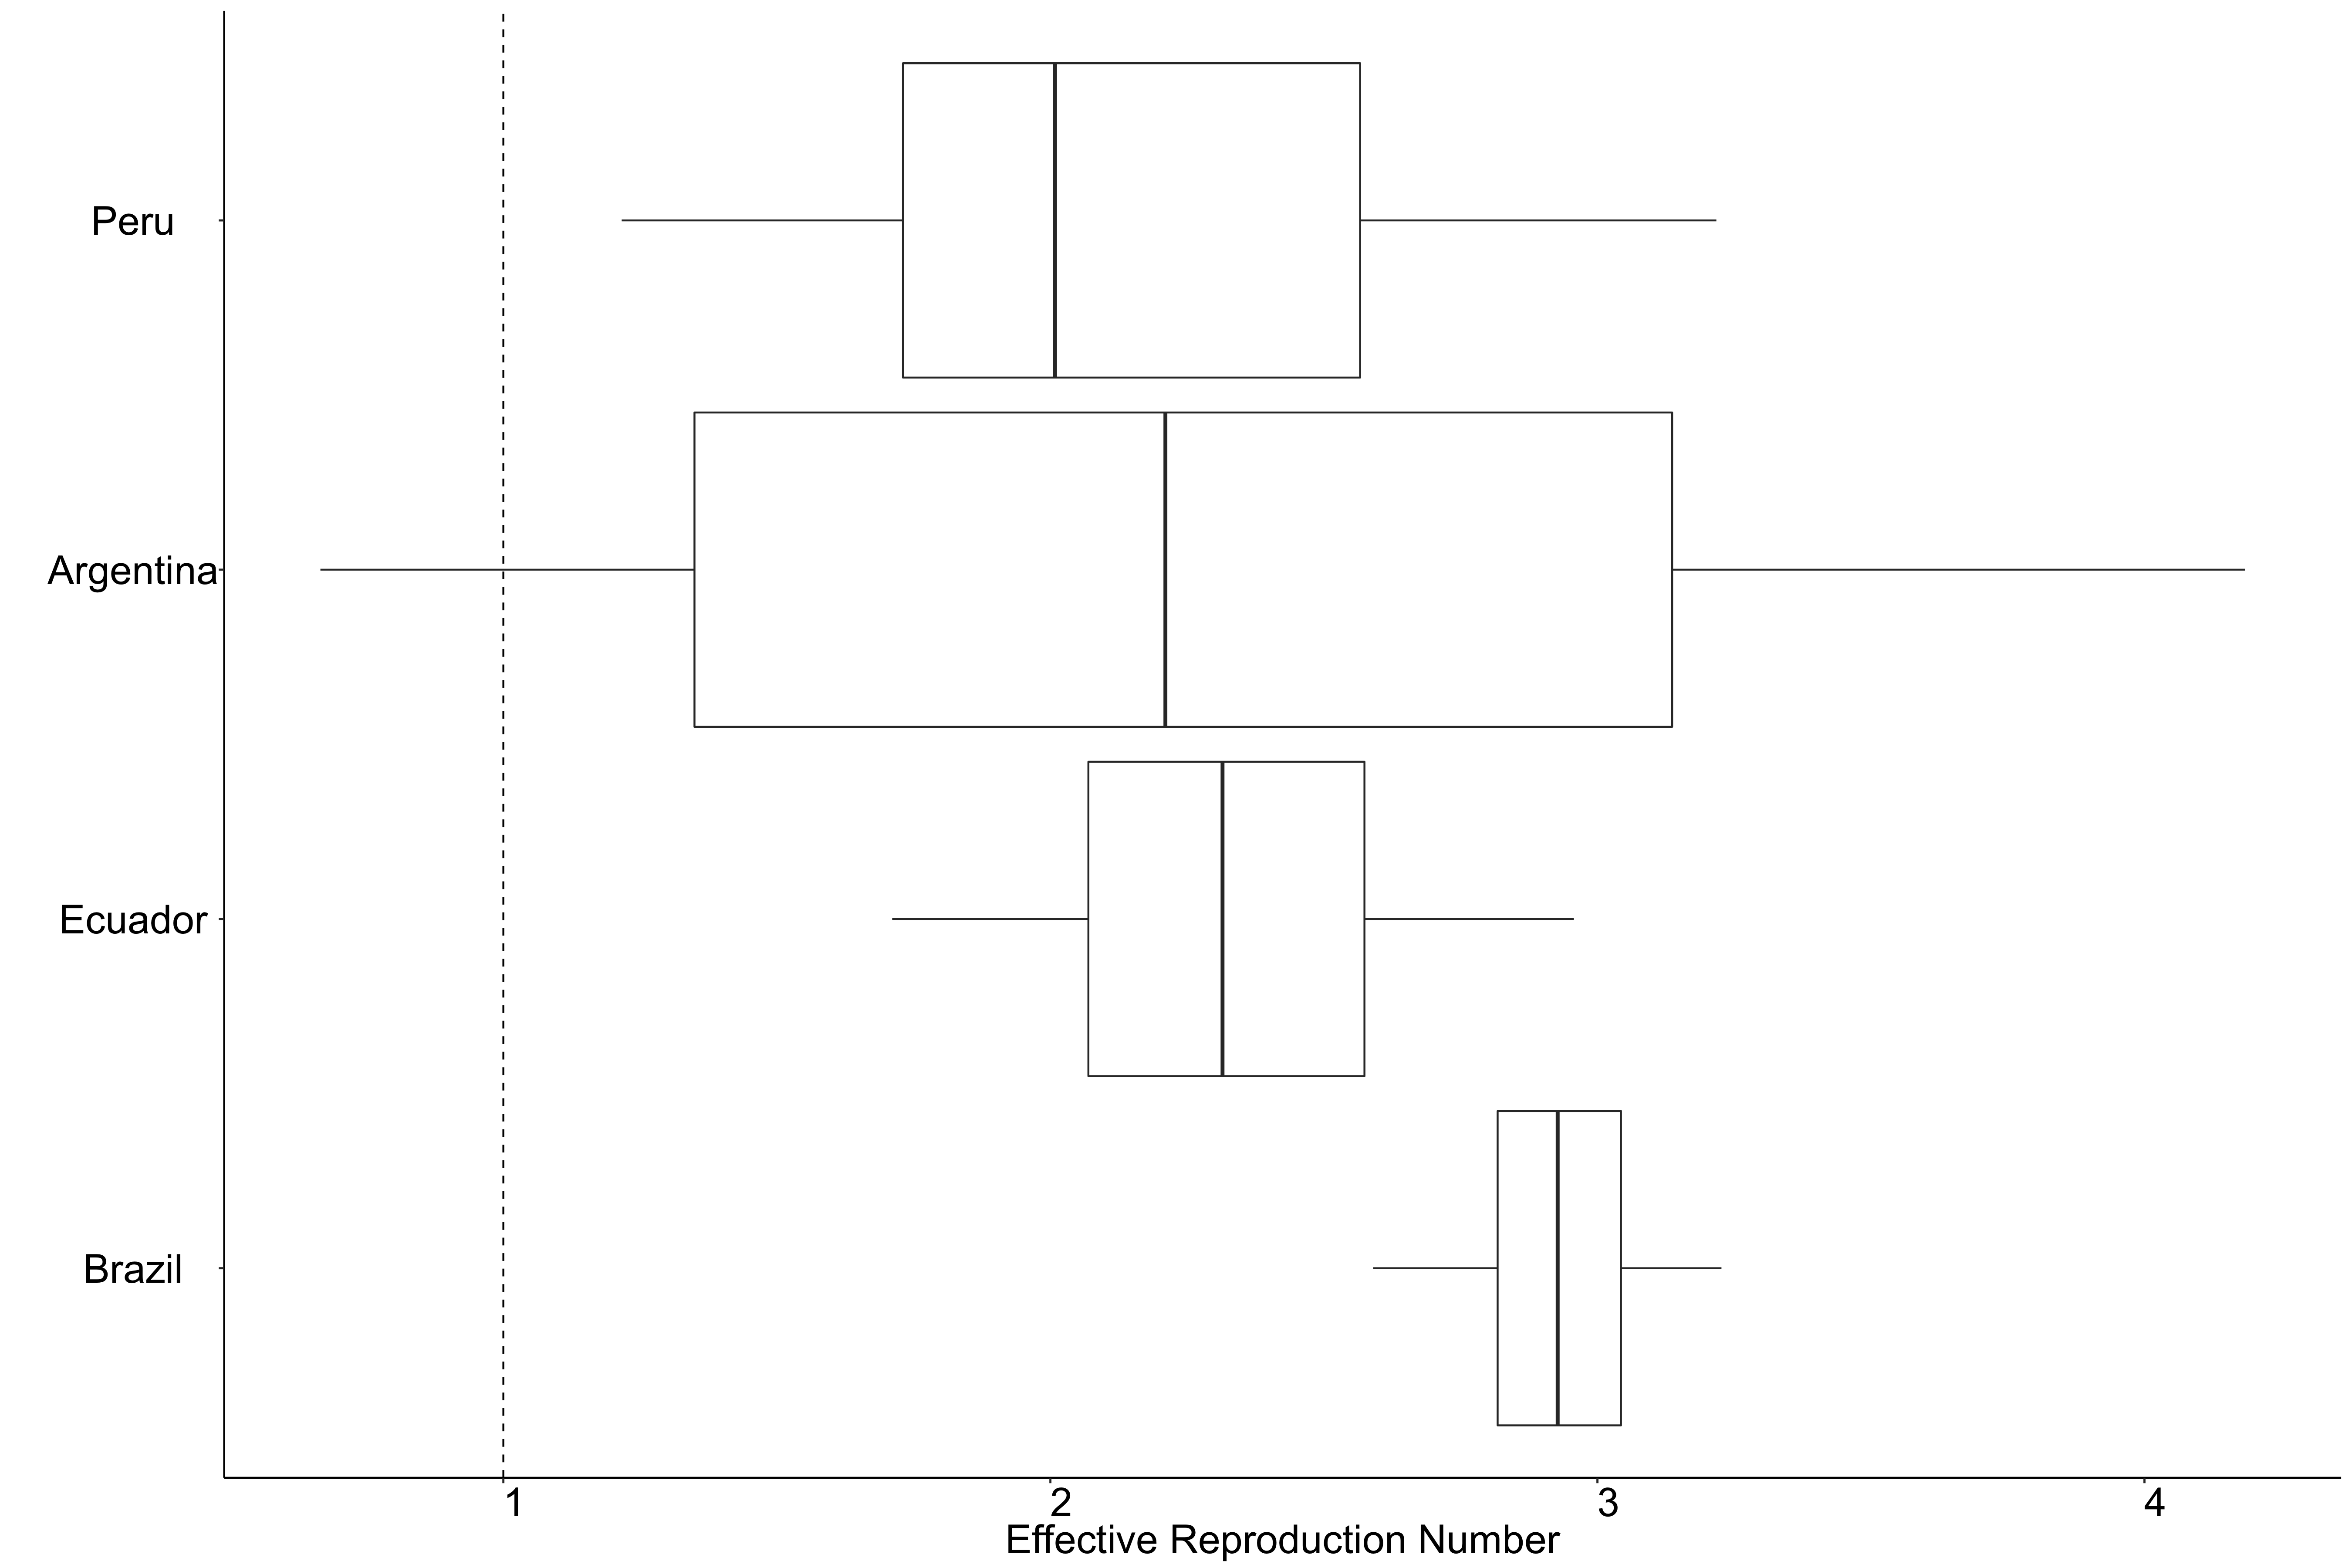 Peru
Argentina
Ecuador
Brazil
1 2 3 4
Effective Reproduction Number